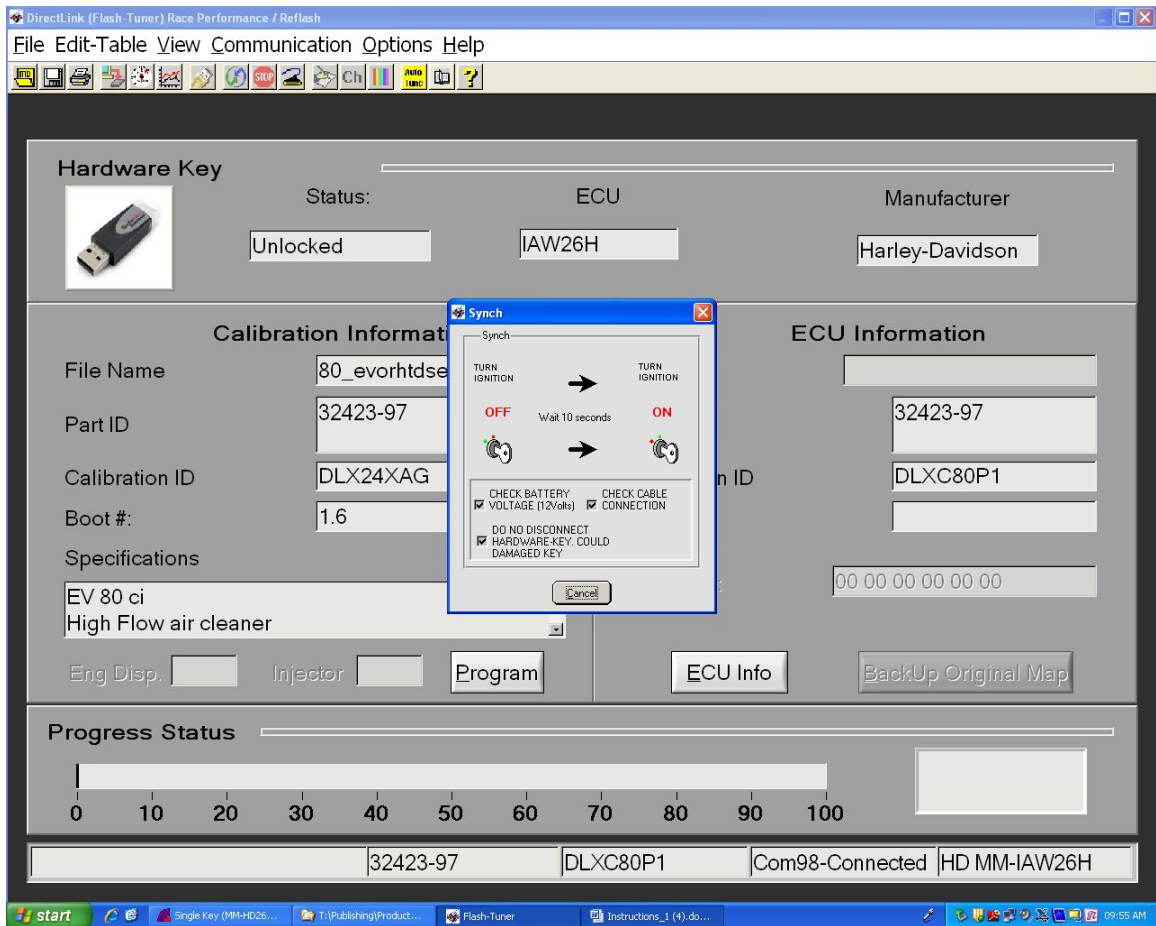 DirectLink (Flash-Tuner) Race Performance / Reflash
File Edit-Table View Communication Options Help
STOP Ch Auto Tune ?
Hardware Key
Status: ECU Manufacturer
Unlocked IAW26H Harley-Davidson
Synch
Synch
TURN IGNITION TURN IGNITION
OFF Wait 10 seconds ON
CHECK BATTERY VOLTAGE (12Volts) CHECK CABLE CONNECTION
DO NO DISCONNECT
HARDWARE-KEY. COULD
DAMAGED KEY
Cancel
Calibration Informati
File Name 80_evorhtdse
Part ID 32423-97
Calibration ID DLX24XAG
Boot #: 1.6
Specifications
EV 80 ci
High Flow air cleaner
Eng Disp. Injector Program
ECU Information
32423-97
n ID DLXC80P1
00 00 00 00 00 00
ECU Info BackUp Original Map
Progress Status
0 10 20 30 40 50 60 70 80 90 100
32423-97 DLXC80P1 Com98-Connected HD MM-IAW26H
start Single Key (MM-HD26... T:\Publishing\Product... Flash-Tuner Instructions_1 (4).do... 09:55 AM